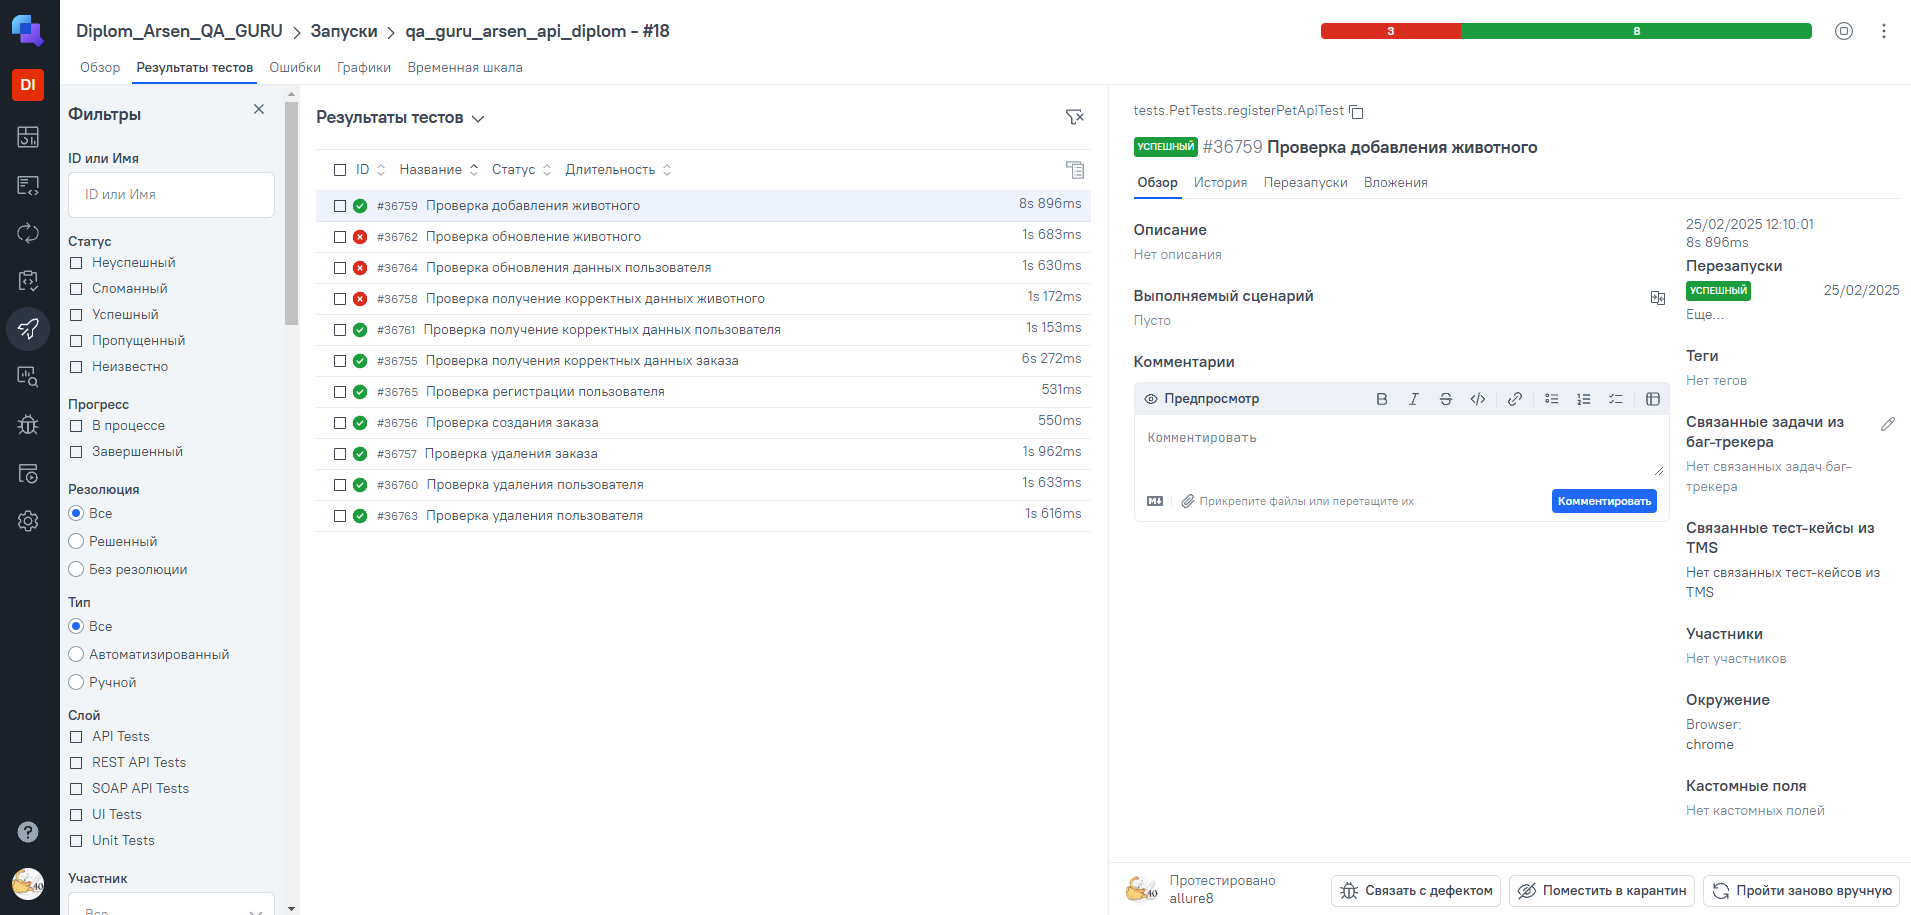 Diplom_Arsen_QA_GURU > Запуски > qa_guru_arsen_api_diplom - #18
3
8
DI
Обзор Результаты тестов Ошибки Графики Временная шкала
Фильтры
ID или Имя
ID или Имя
Статус
Неуспешный
Сломанный
Успешный
Пропущенный
Неизвестно
Прогресс
В процессе
Завершенный
Резолюция
Все
Решенный
Без резолюции
Тип
Все
Автоматизированный
Ручной
Слой
API Tests
REST API Tests
SOAP API Tests
UI Tests
Unit Tests
Участник
Все
Результаты тестов
ID Название Статус Длительность
#36759 Проверка добавления животного 8s 896ms
#36762 Проверка обновление животного 1s 683ms
#36764 Проверка обновления данных пользователя 1s 630ms
#36758 Проверка получение корректных данных животного 1s 172ms
#36761 Проверка получение корректных данных пользователя 1s 153ms
#36755 Проверка получения корректных данных заказа 6s 272ms
#36765 Проверка регистрации пользователя 531ms
#36756 Проверка создания заказа 550ms
#36757 Проверка удаления заказа 1s 962ms
#36760 Проверка удаления пользователя 1s 633ms
#36763 Проверка удаления пользователя 1s 616ms
tests.PetTests.registerPetApiTest
УСПЕШНЫЙ #36759 Проверка добавления животного
Обзор История Перезапуски Вложения
Описание
Нет описания
Выполняемый сценарий
Пусто
Комментарии
Предпросмотр
Комментировать
Прикрепите файлы или перетащите их
Комментировать
25/02/2025 12:10:01
8s 896ms
Перезапуски
УСПЕШНЫЙ 25/02/2025
Еще...
Теги
Нет тегов
Связанные задачи из
баг-трекера
Нет связанных задач баг-
трекера
Связанные тест-кейсы из
TMS
Нет связанных тест-кейсов из
TMS
Участники
Нет участников
Окружение
Browser:
chrome
Кастомные поля
Нет кастомных полей
Протестировано
allure8
Связать с дефектом
Поместить в карантин
Пройти заново вручную